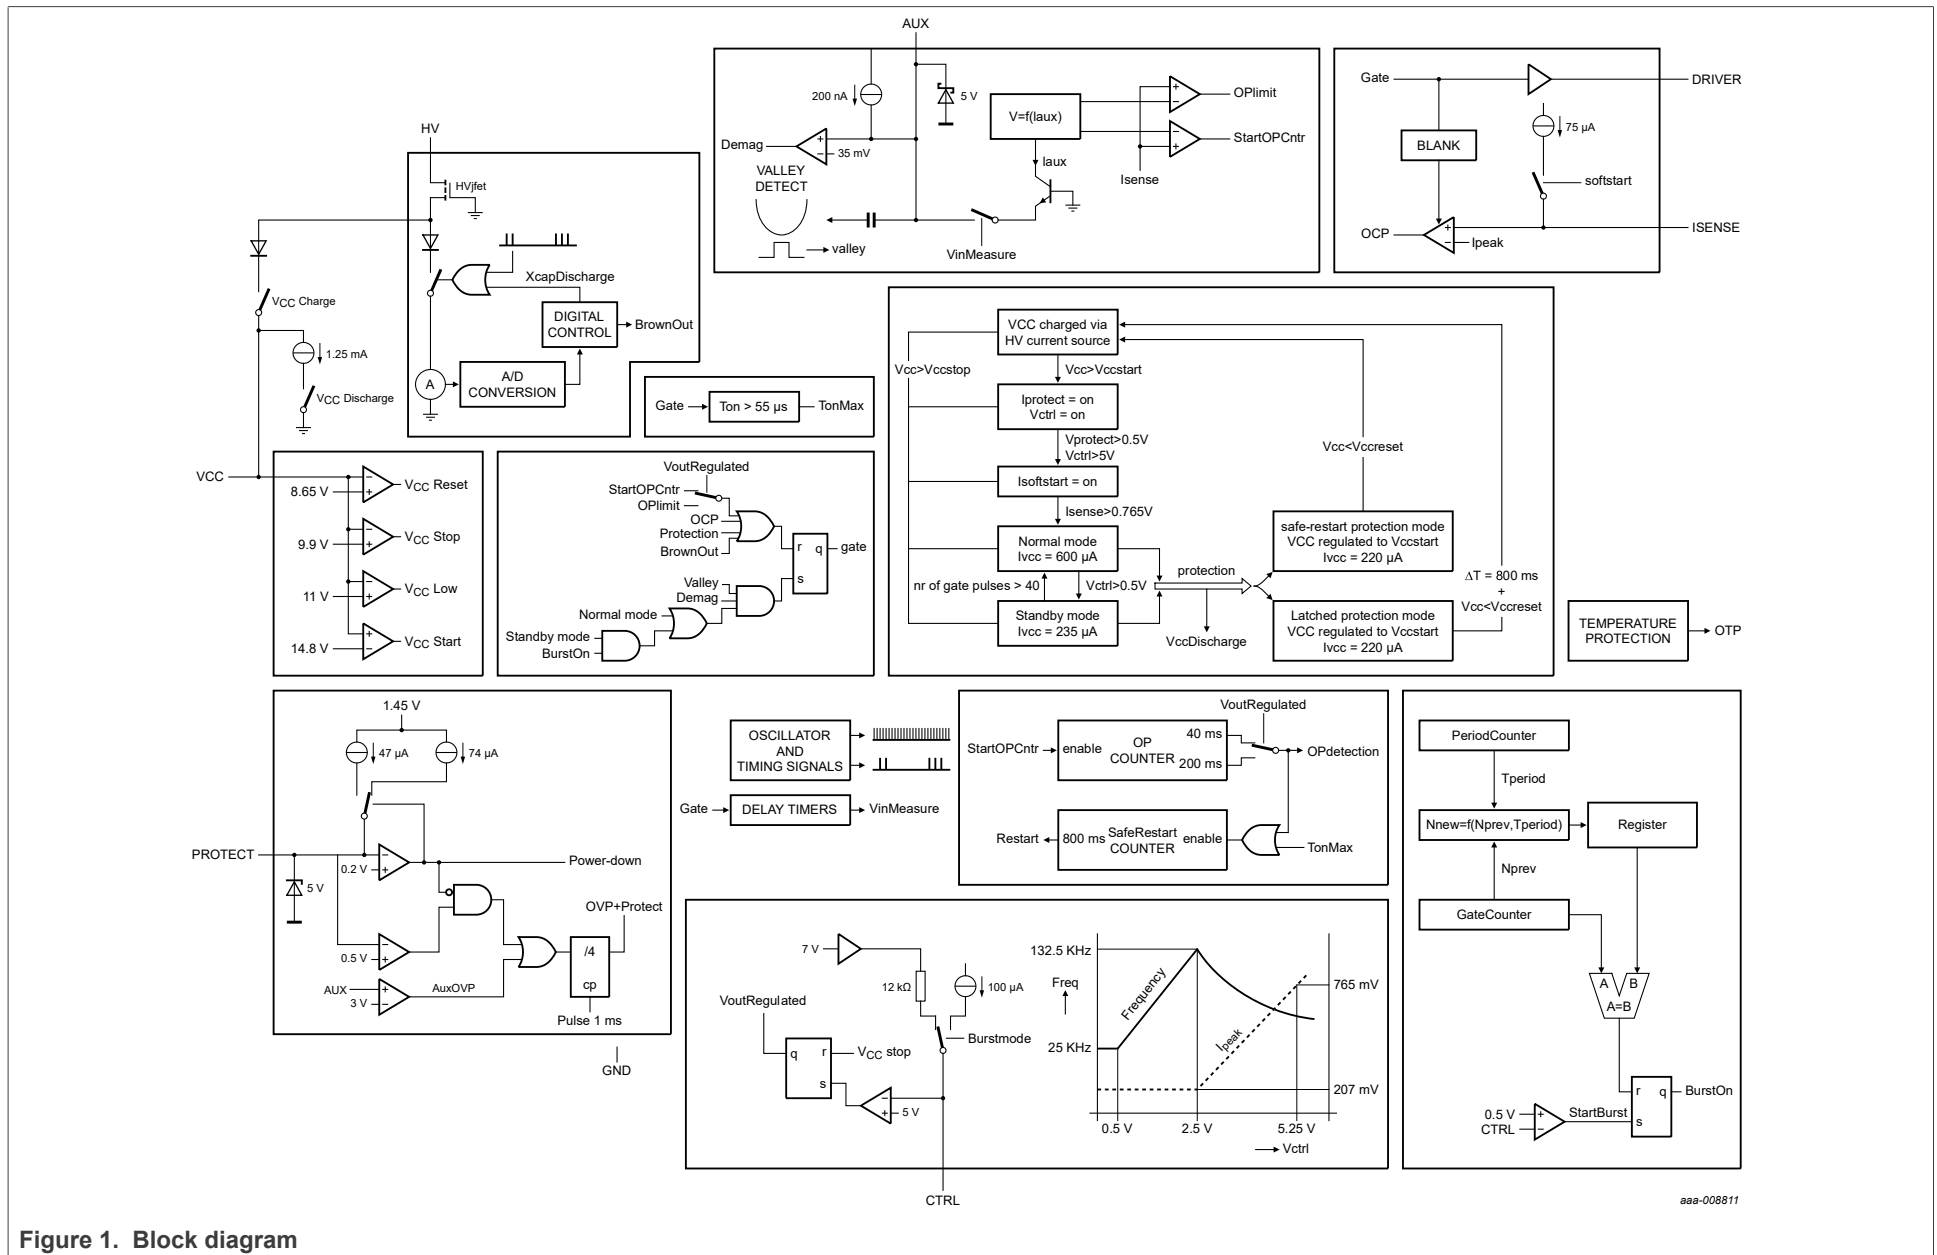 AUX
200 nA
5 V
Demag
35 mV
VALLEY
DETECT
valley
V=f(Iaux)
Iaux
OPlimit
StartOPCntr
Isense
VinMeasure
Gate
DRIVER
75 µA
BLANK
softstart
OCP
Ipeak
ISENSE
HV
HVjfet
XcapDischarge
DIGITAL
CONTROL
BrownOut
A
A/D
CONVERSION
VCC Charge
1.25 mA
VCC Discharge
Gate
Ton > 55 µs
TonMax
VCC
8.65 V
VCC Reset
9.9 V
VCC Stop
11 V
VCC Low
14.8 V
VCC Start
VoutRegulated
StartOPCntr
OPlimit
OCP
Protection
BrownOut
r
q
gate
s
Valley
Demag
Normal mode
Standby mode
BurstOn
VCC charged via
HV current source
Vcc>Vccstop
Vcc>Vccstart
Iprotect = on
Vctrl = on
Vprotect>0.5V
Vctrl>5V
Isoftstart = on
Isense>0.765V
Normal mode
Ivcc = 600 µA
nr of gate pulses > 40
Vctrl>0.5V
Standby mode
Ivcc = 235 µA
protection
VccDischarge
Vcc<Vccreset
safe-restart protection mode
VCC regulated to Vccstart
Ivcc = 220 µA
Latched protection mode
VCC regulated to Vccstart
Ivcc = 220 µA
ΔT = 800 ms
+
Vcc<Vccreset
TEMPERATURE
PROTECTION
OTP
1.45 V
47 µA
74 µA
PROTECT
0.2 V
Power-down
5 V
OVP+Protect
0.5 V
/4
cp
AUX
3 V
AuxOVP
Pulse 1 ms
GND
OSCILLATOR
AND
TIMING SIGNALS
Gate
DELAY TIMERS
VinMeasure
VoutRegulated
StartOPCntr
enable
OP
COUNTER
40 ms
200 ms
OPdetection
Restart
800 ms
SafeRestart
COUNTER
enable
TonMax
7 V
12 kΩ
100 µA
VoutRegulated
Burstmode
q
r
VCC stop
s
5 V
CTRL
132.5 KHz
Freq
25 KHz
Frequency
Ipeak
765 mV
207 mV
0.5 V
2.5 V
5.25 V
Vctrl
PeriodCounter
Tperiod
Nnew=f(Nprev,Tperiod)
Register
Nprev
GateCounter
A
B
A=B
r
q
BurstOn
s
0.5 V
CTRL
StartBurst
aaa-008811
Figure 1. Block diagram